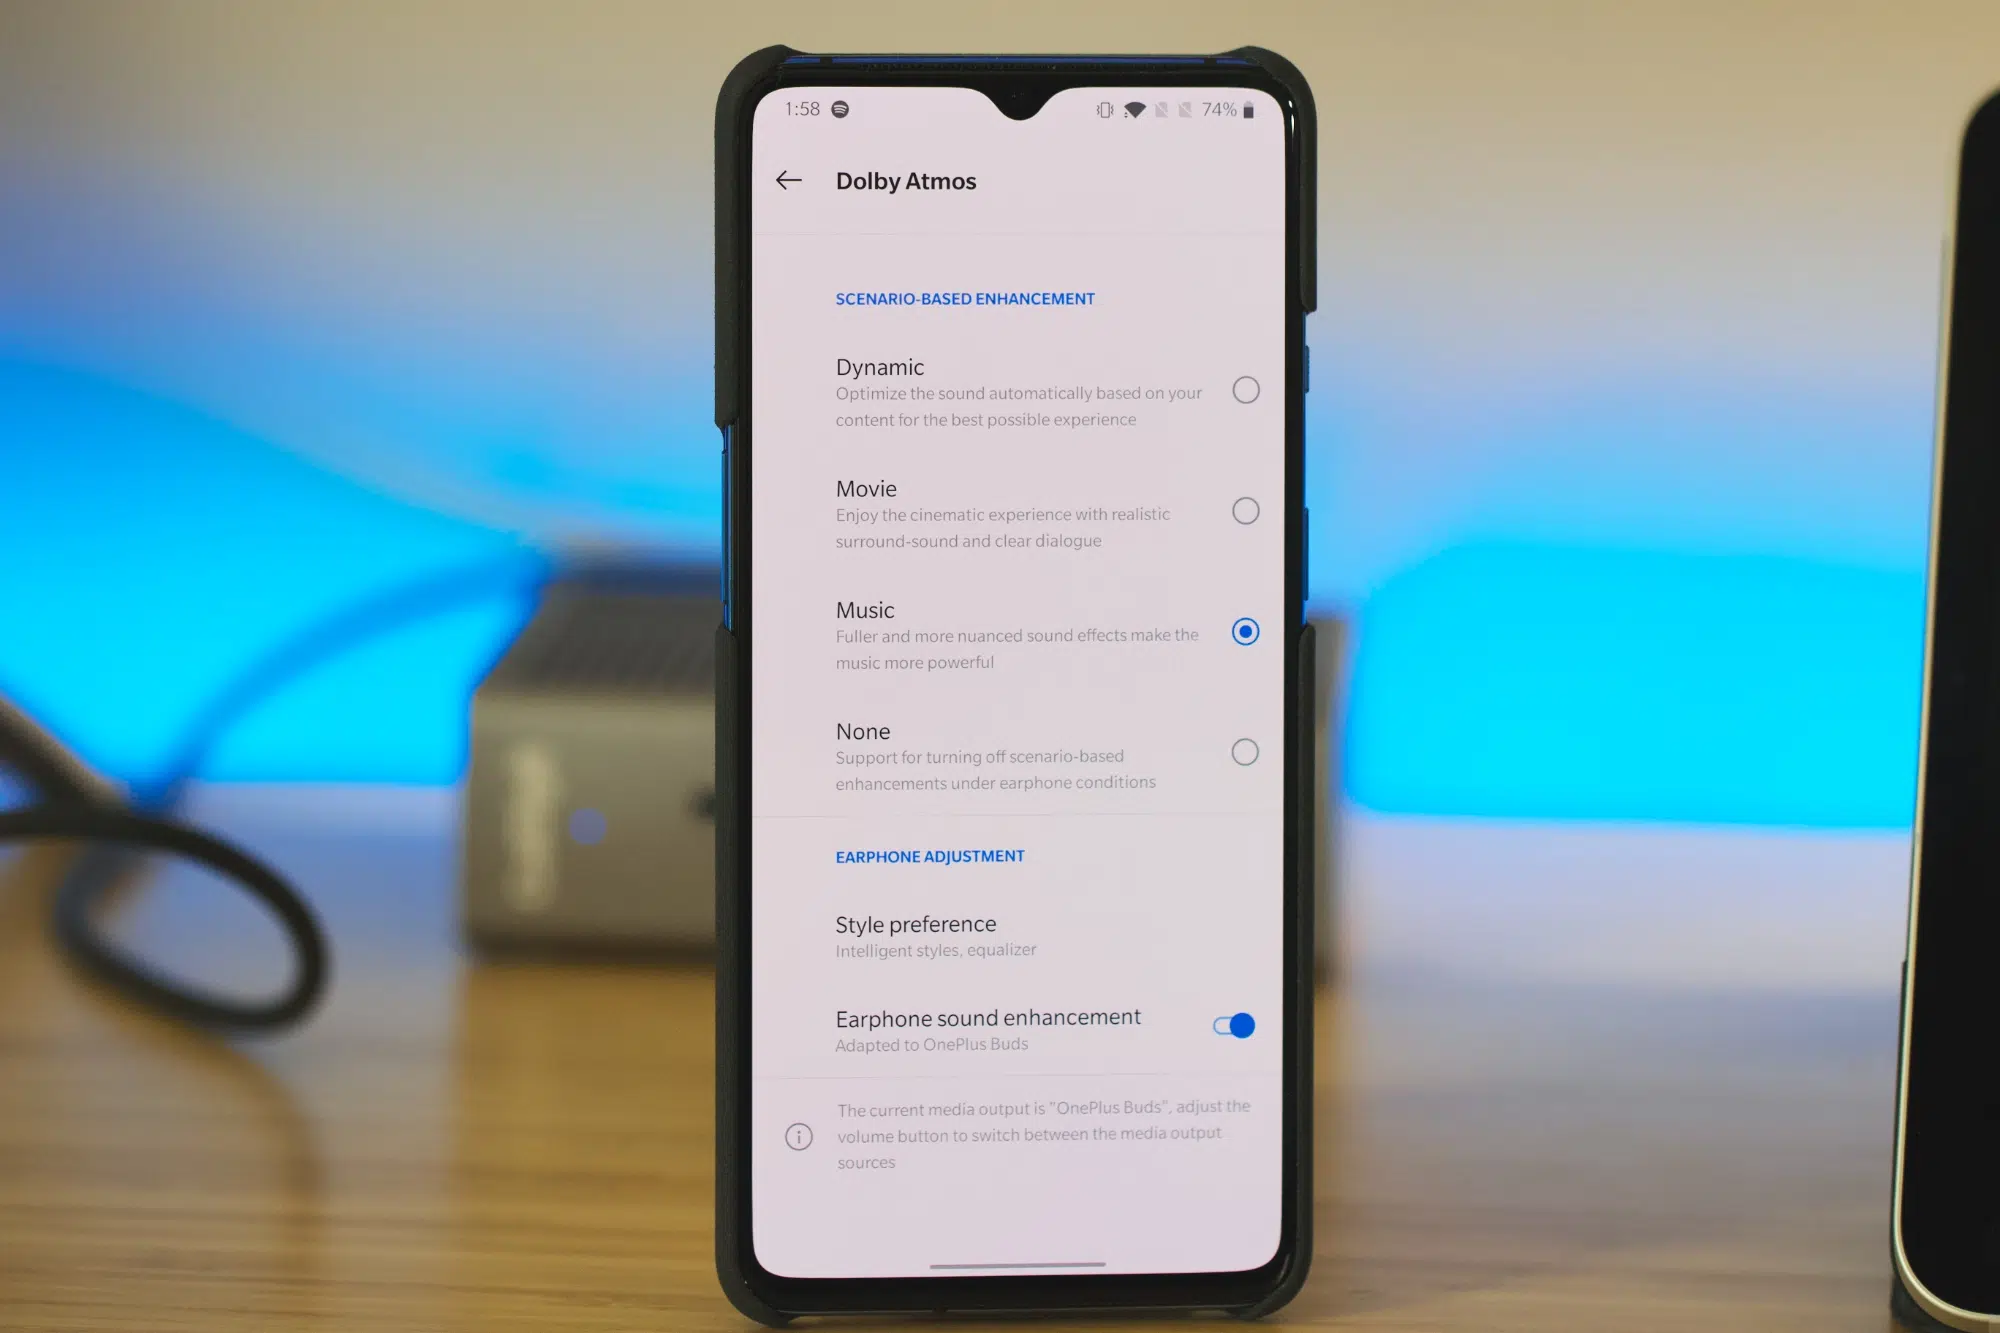 1:58 74%
Dolby Atmos
SCENARIO-BASED ENHANCEMENT
Dynamic
Optimize the sound automatically based on your
content for the best possible experience
Movie
Enjoy the cinematic experience with realistic
surround-sound and clear dialogue
Music
Fuller and more nuanced sound effects make the
music more powerful
None
Support for turning off scenario-based
enhancements under earphone conditions
EARPHONE ADJUSTMENT
Style preference
Intelligent styles, equalizer
Earphone sound enhancement
Adapted to OnePlus Buds
The current media output is "OnePlus Buds", adjust the
volume button to switch between the media output
sources